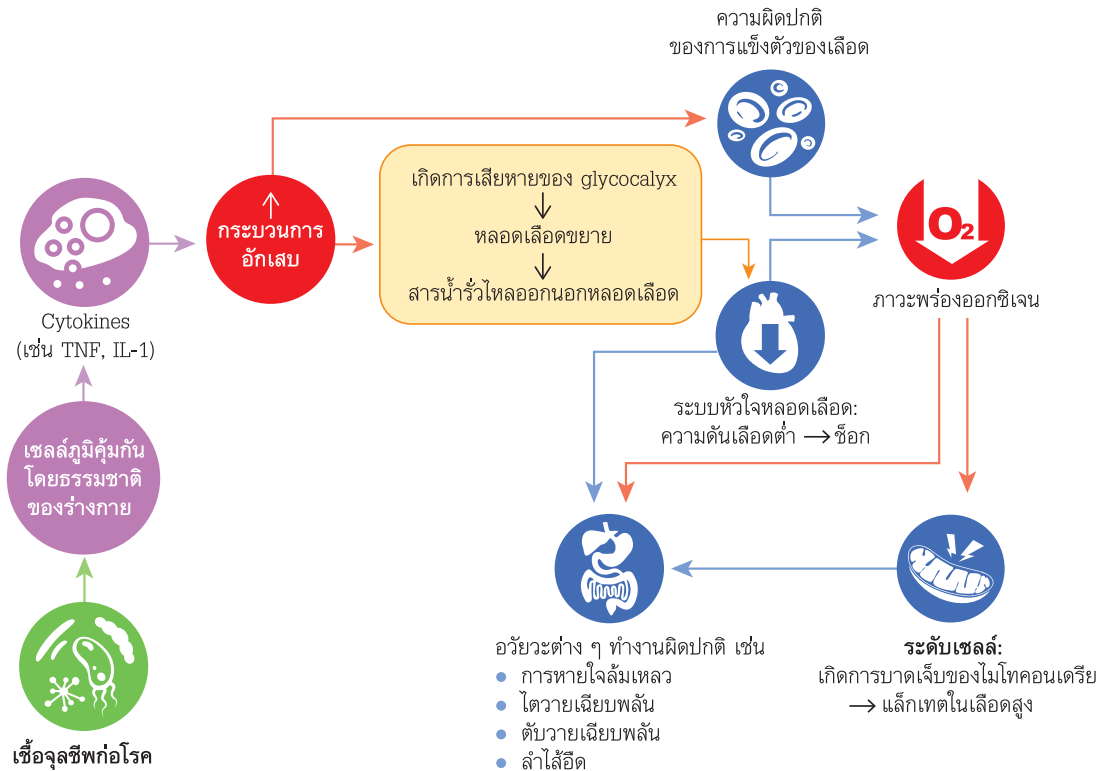 ความผิดปกติ
ของการแข็งตัวของเลือด
เกิดการเสียหายของ glycocalyx
↓
หลอดเลือดขยาย
↓
สารน้ำรั่วไหลออกนอกหลอดเลือด
↑
กระบวนการ
อักเสบ
O₂
ภาวะพร่องออกซิเจน
Cytokines
(เช่น TNF, IL-1)
ระบบหัวใจหลอดเลือด:
ความดันเลือดต่ำ → ช็อก
เซลล์ภูมิคุ้มกัน
โดยธรรมชาติ
ของร่างกาย
เชื้อจุลชีพก่อโรค
อวัยวะต่าง ๆ ทำงานผิดปกติ เช่น
● การหายใจล้มเหลว
● ไตวายเฉียบพลัน
● ตับวายเฉียบพลัน
● ลำไส้อืด
ระดับเซลล์:
เกิดการบาดเจ็บของไมโทคอนเดรีย
→ แล็กเทตในเลือดสูง